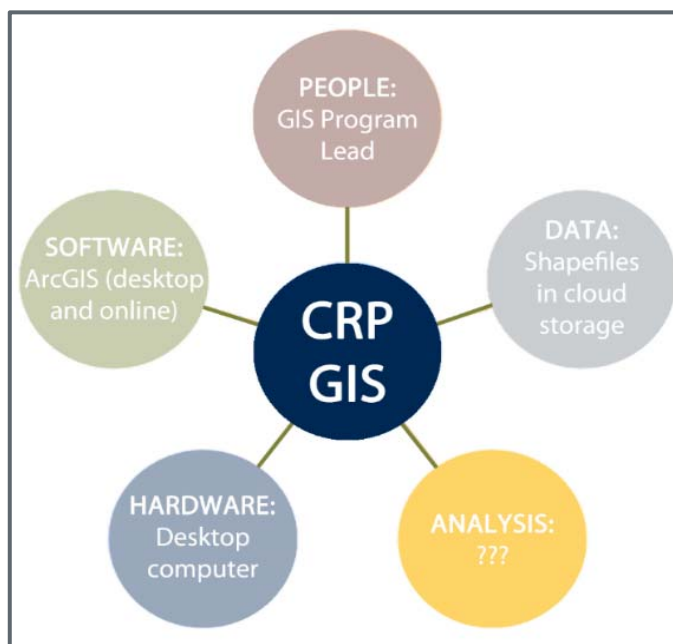 PEOPLE:
GIS Program
Lead
SOFTWARE:
ArcGIS (desktop
and online)
DATA:
Shapefiles
in cloud
storage
CRP
GIS
HARDWARE:
Desktop
computer
ANALYSIS:
???